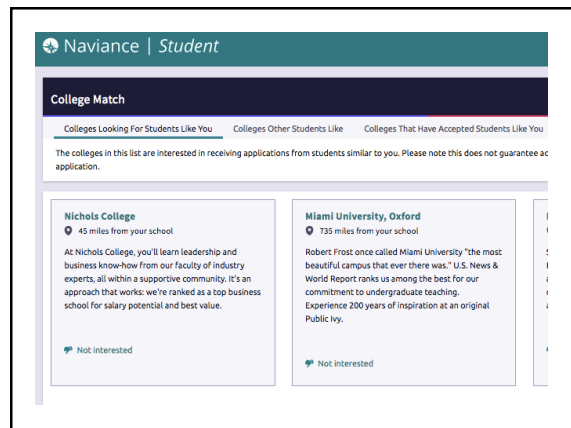 Naviance | Student
College Match
Colleges Looking For Students Like You Colleges Other Students Like Colleges That Have Accepted Students Like You
The colleges in this list are interested in receiving applications from students similar to you. Please note this does not guarantee ac
application.
Nichols College
45 miles from your school
At Nichols College, you'll learn leadership and
business know-how from our faculty of industry
experts, all within a supportive community. It's an
approach that works: we're ranked as a top business
school for salary potential and best value.
Not interested
Miami University, Oxford
735 miles from your school
Robert Frost once called Miami University "the most
beautiful campus that ever there was." U.S. News &
World Report ranks us among the best for our
commitment to undergraduate teaching.
Experience 200 years of inspiration at an original
Public Ivy.
Not interested